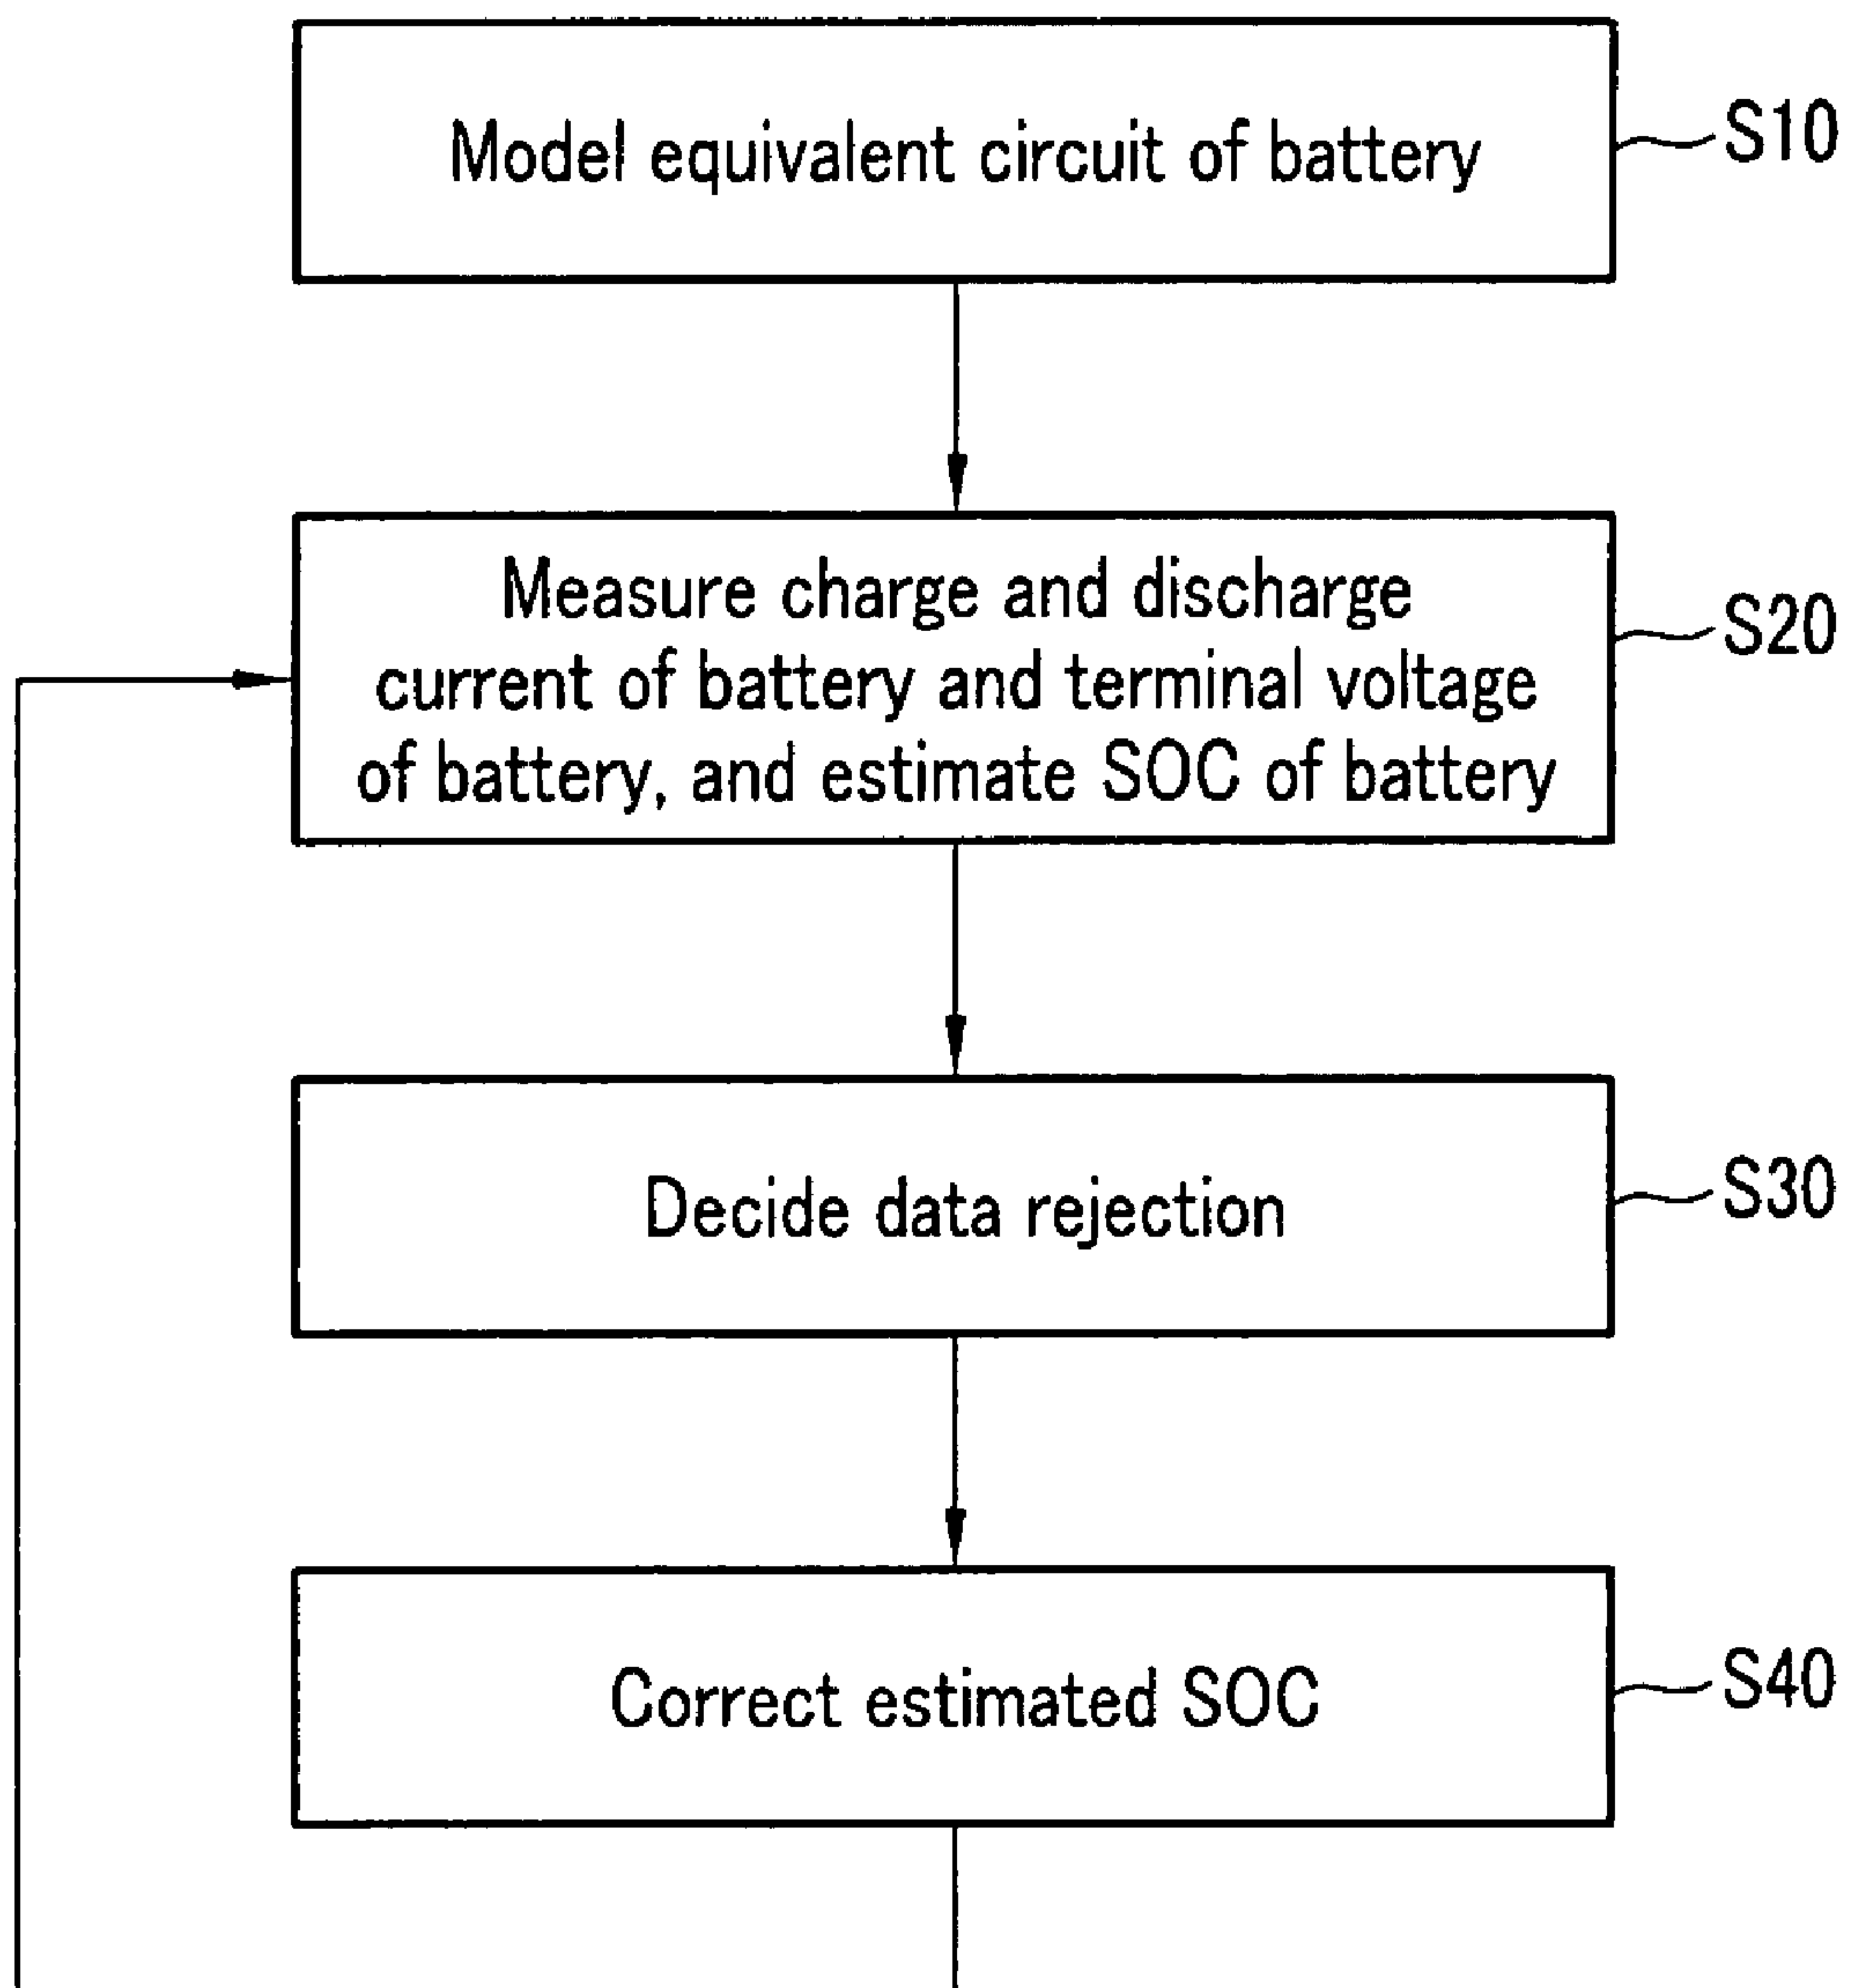 Model equivalent circuit of battery
S10
Measure charge and discharge
current of battery and terminal voltage
of battery, and estimate SOC of battery
S20
Decide data rejection
S30
Correct estimated SOC
S40